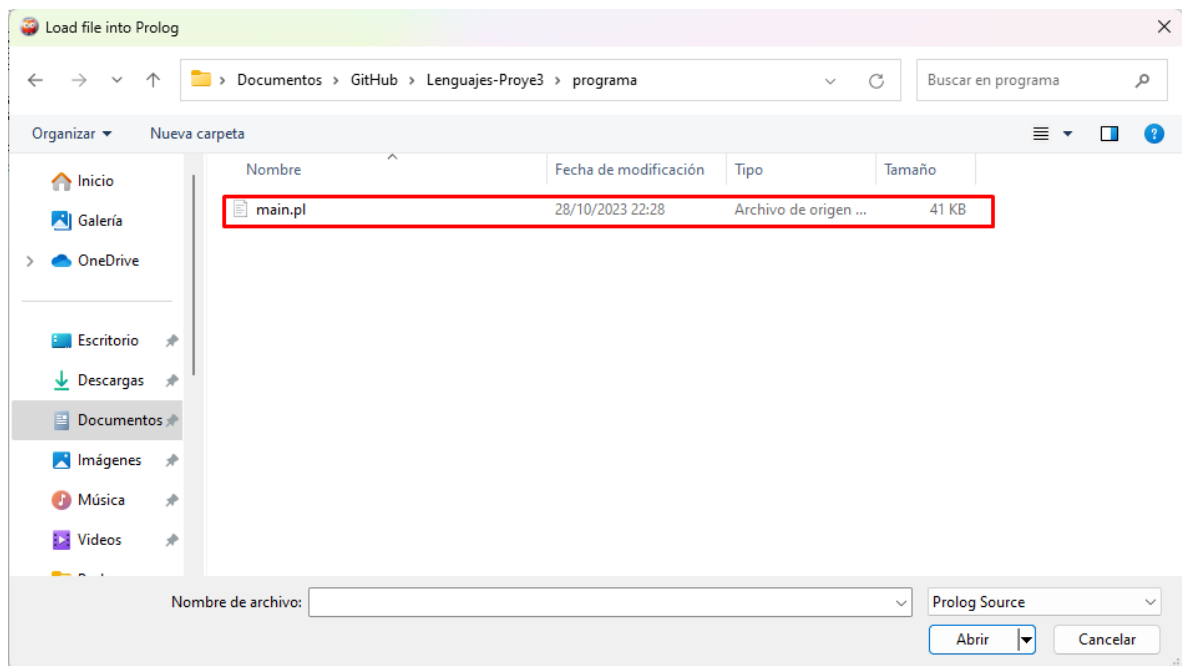 Load file into Prolog
Documentos > GitHub > Lenguajes-Proye3 > programa
Buscar en programa
Organizar Nueva carpeta
Nombre Fecha de modificación Tipo Tamaño
main.pl 28/10/2023 22:28 Archivo de origen ... 41 KB
Inicio
Galería
OneDrive
Escritorio
Descargas
Documentos
Imágenes
Música
Videos
Nombre de archivo: Prolog Source
Abrir Cancelar